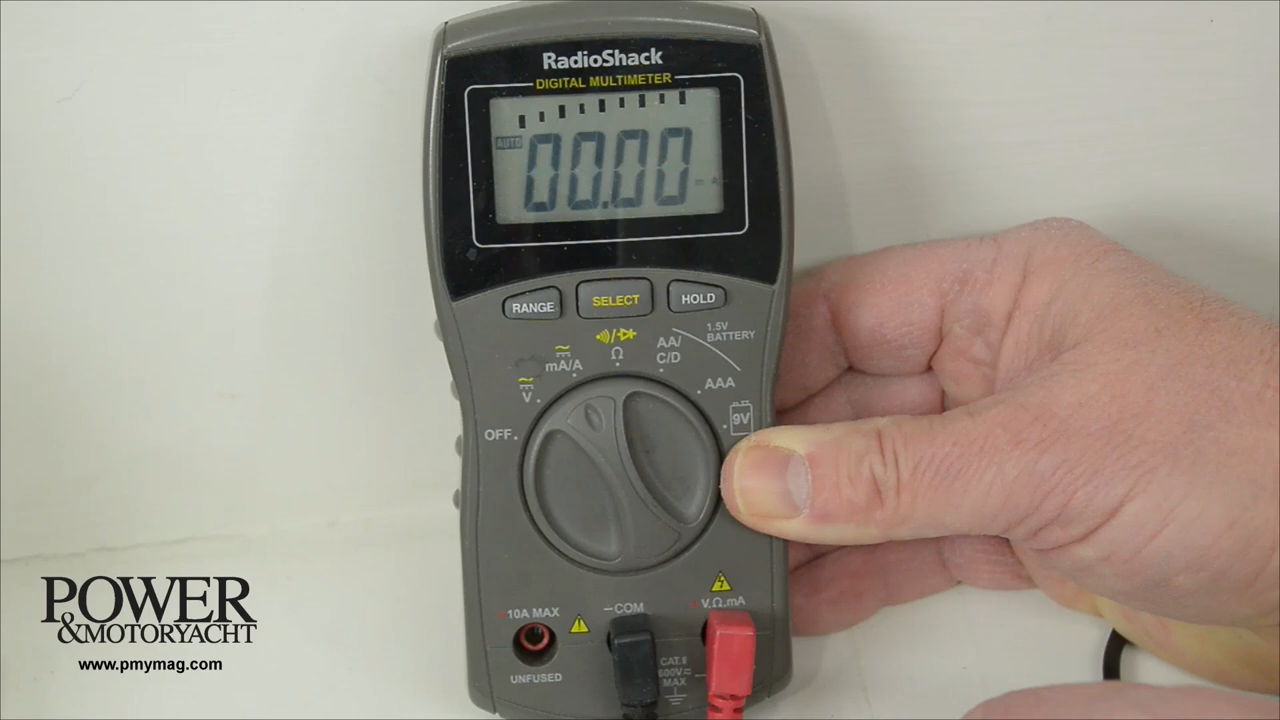 RadioShack
DIGITAL MULTIMETER
AUTO
00.00
m A
RANGE
SELECT
HOLD
1.5V
BATTERY
AA/
C/D
Ω
mA/A
AAA
V
9V
OFF
10A MAX
COM
V,Ω,mA
CAT.II
600V
MAX
UNFUSED
POWER
&MOTORYACHT
www.pmymag.com